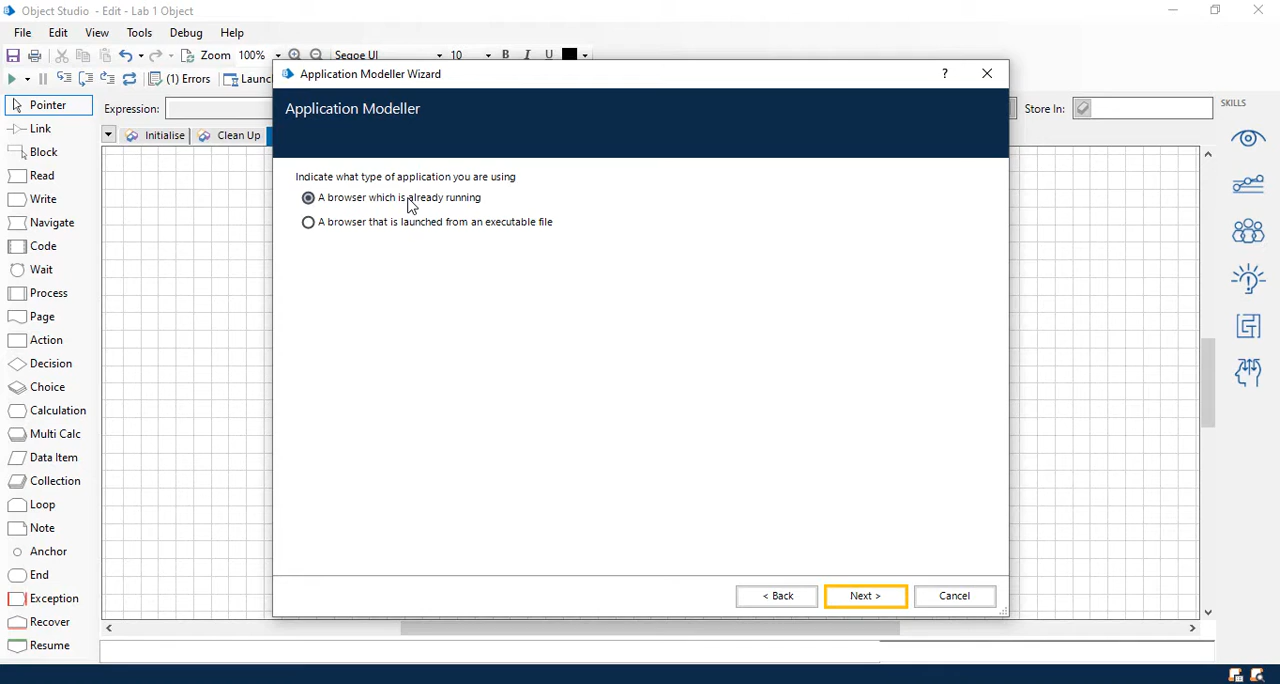 Object Studio - Edit - Lab 1 Object
File Edit View Tools Debug Help
Zoom 100% Segoe UI 10 B I U
(1) Errors Launc
Application Modeller Wizard ?
Application Modeller
Pointer
Expression:
Store In:
SKILLS
Link
Initialise
Clean Up
Block
Read
Write
Navigate
Code
Wait
Process
Page
Action
Decision
Choice
Calculation
Multi Calc
Data Item
Collection
Loop
Note
Anchor
End
Exception
Recover
Resume
Indicate what type of application you are using
A browser which is already running
A browser that is launched from an executable file
< Back
Next >
Cancel